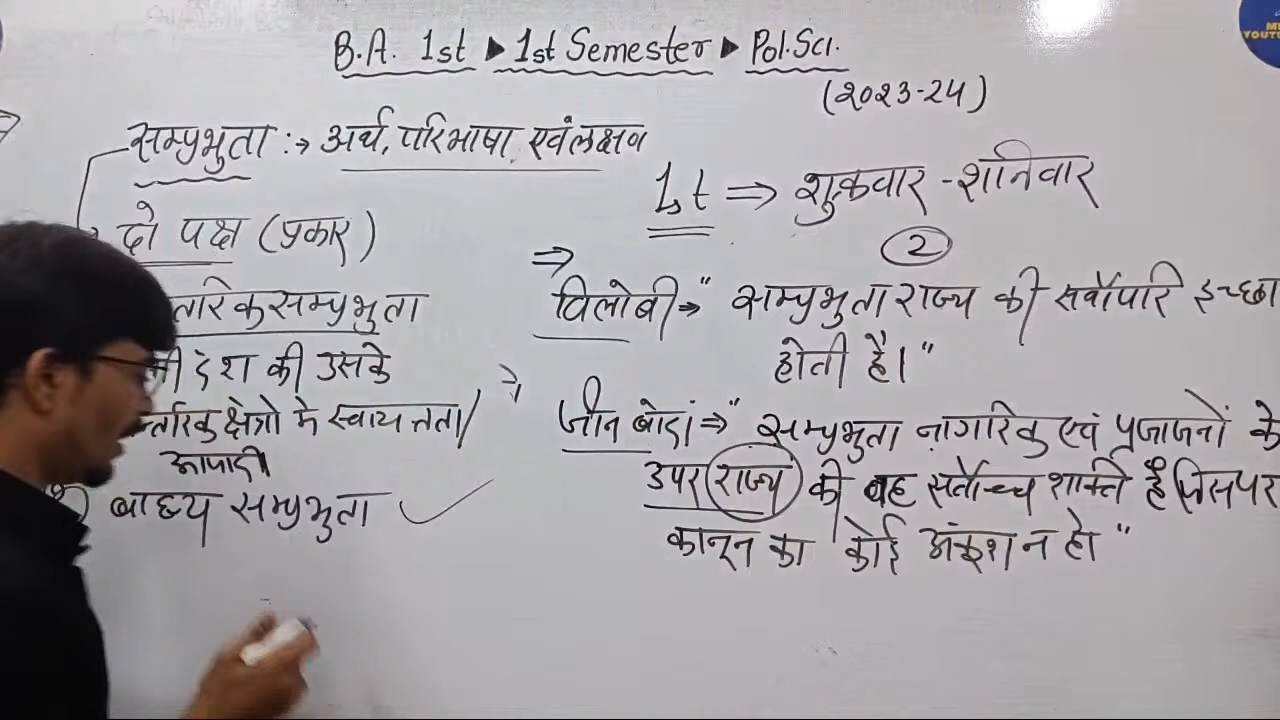 B.A. 1st ▶ 1st Semester ▶ Pol.Sci.
(२०२३-24)
सम्प्रभुता :→ अर्थ, परिभाषा एवं लक्षण
दो पक्ष (प्रकार)
तरिक सम्प्रभुता
देश की उसके
न्तरिक क्षेत्रो मे स्वायत्तता/
आजादी
बाह्य सम्प्रभुता ✓
1st ⇒ शुक्रवार - शनिवार
2
⇒ विलोबी → " सम्प्रभुता राज्य की सर्वोपरि इच्छा
होती है।"
जीन बोदां ⇒ " सम्प्रभुता नागरिक एवं प्रजाजनों के
उपर राज्य की वह सर्वोच्च शक्ति है जिसपर
कानून का कोई अंकुश न हो "
YOUTU